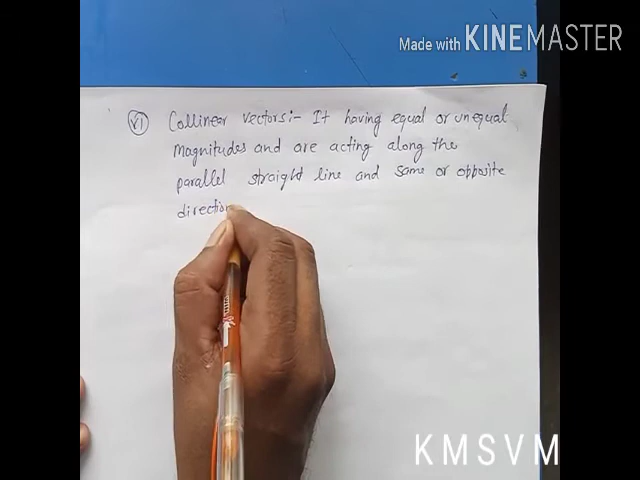 Made with KINEMASTER
VI Collinear vectors:- It having equal or unequal
Magnitudes and are acting along the
parallel straight line and same or opposite
direction
KMSVM